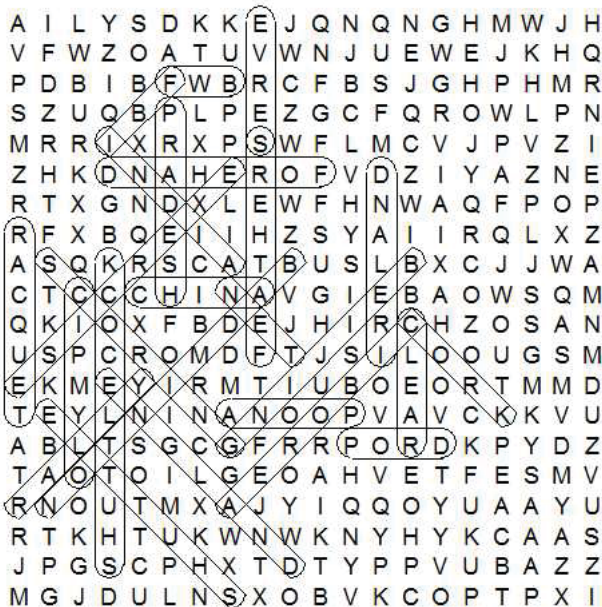 A I L Y S D K K E J Q N Q N G H M W J H
V F W Z O A T U V W N J U E W E J K H Q
P D B I B F W B R C F B S J G H P H M R
S Z U Q B P L P E Z G C F Q R O W L P N
M R R I X R X P S W F L M C V J P V Z I
Z H K D N A H E R O F V D Z I Y A Z N E
R T X G N D X L E W F H N W A Q F P O P
R F X B Q E I I H Z S Y A I I R Q L X Z
A S Q K R S C A T B U S L B X C J J W A
C T C C C H I N A V G I E B A O W S Q M
Q K I O X F B D E J H I R C H Z O S A N
U S P C R O M D F T J S I L O O U G S M
E K M E Y I R M T I U B O E O R T M M D
T E Y L N I N A N O O P V A V C K K V U
A B L T S G C G F R R P O R D K P Y D Z
T A O T O I L G E O A H V E T F E S M V
R N O U T M X A J Y I Q Q O Y U A A Y U
R T K H T U K W N W K N Y H Y K C A A S
J P G S C P H X T D T Y P P V U B A Z Z
M G J D U L N S X O B V K C O P T P X I